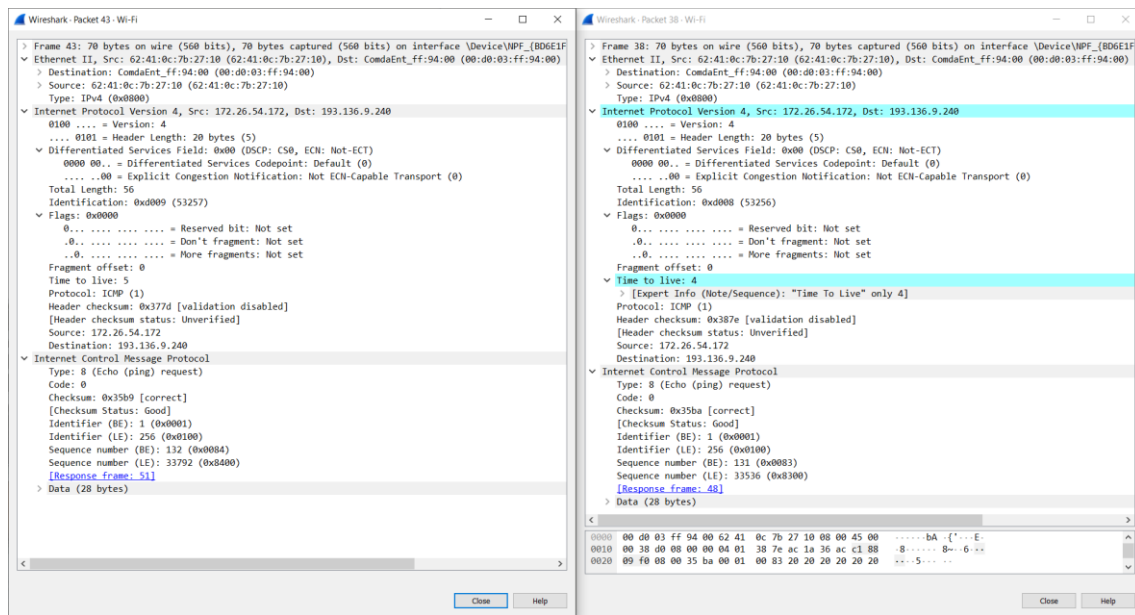 Wireshark · Packet 43 · Wi-Fi
Frame 43: 70 bytes on wire (560 bits), 70 bytes captured (560 bits) on interface \Device\NPF_{BD6E1F
Ethernet II, Src: 62:41:0c:7b:27:10 (62:41:0c:7b:27:10), Dst: ComdaEnt_ff:94:00 (00:d0:03:ff:94:00)
Destination: ComdaEnt_ff:94:00 (00:d0:03:ff:94:00)
Source: 62:41:0c:7b:27:10 (62:41:0c:7b:27:10)
Type: IPv4 (0x0800)
Internet Protocol Version 4, Src: 172.26.54.172, Dst: 193.136.9.240
0100 .... = Version: 4
.... 0101 = Header Length: 20 bytes (5)
Differentiated Services Field: 0x00 (DSCP: CS0, ECN: Not-ECT)
0000 00.. = Differentiated Services Codepoint: Default (0)
.... ..00 = Explicit Congestion Notification: Not ECN-Capable Transport (0)
Total Length: 56
Identification: 0xd009 (53257)
Flags: 0x0000
0... .... .... .... = Reserved bit: Not set
.0.. .... .... .... = Don't fragment: Not set
..0. .... .... .... = More fragments: Not set
Fragment offset: 0
Time to live: 5
Protocol: ICMP (1)
Header checksum: 0x377d [validation disabled]
[Header checksum status: Unverified]
Source: 172.26.54.172
Destination: 193.136.9.240
Internet Control Message Protocol
Type: 8 (Echo (ping) request)
Code: 0
Checksum: 0x35b9 [correct]
[Checksum Status: Good]
Identifier (BE): 1 (0x0001)
Identifier (LE): 256 (0x0100)
Sequence number (BE): 132 (0x0084)
Sequence number (LE): 33792 (0x8400)
[Response frame: 51]
Data (28 bytes)
Close
Help
Wireshark · Packet 38 · Wi-Fi
Frame 38: 70 bytes on wire (560 bits), 70 bytes captured (560 bits) on interface \Device\NPF_{BD6E1F
Ethernet II, Src: 62:41:0c:7b:27:10 (62:41:0c:7b:27:10), Dst: ComdaEnt_ff:94:00 (00:d0:03:ff:94:00)
Destination: ComdaEnt_ff:94:00 (00:d0:03:ff:94:00)
Source: 62:41:0c:7b:27:10 (62:41:0c:7b:27:10)
Type: IPv4 (0x0800)
Internet Protocol Version 4, Src: 172.26.54.172, Dst: 193.136.9.240
0100 .... = Version: 4
.... 0101 = Header Length: 20 bytes (5)
Differentiated Services Field: 0x00 (DSCP: CS0, ECN: Not-ECT)
0000 00.. = Differentiated Services Codepoint: Default (0)
.... ..00 = Explicit Congestion Notification: Not ECN-Capable Transport (0)
Total Length: 56
Identification: 0xd008 (53256)
Flags: 0x0000
0... .... .... .... = Reserved bit: Not set
.0.. .... .... .... = Don't fragment: Not set
..0. .... .... .... = More fragments: Not set
Fragment offset: 0
Time to live: 4
[Expert Info (Note/Sequence): "Time To Live" only 4]
Protocol: ICMP (1)
Header checksum: 0x387e [validation disabled]
[Header checksum status: Unverified]
Source: 172.26.54.172
Destination: 193.136.9.240
Internet Control Message Protocol
Type: 8 (Echo (ping) request)
Code: 0
Checksum: 0x35ba [correct]
[Checksum Status: Good]
Identifier (BE): 1 (0x0001)
Identifier (LE): 256 (0x0100)
Sequence number (BE): 131 (0x0083)
Sequence number (LE): 33536 (0x8300)
[Response frame: 48]
Data (28 bytes)
0000 00 d0 03 ff 94 00 62 41 0c 7b 27 10 08 00 45 00 ······bA ·{'···E·
0010 00 38 d0 08 00 00 04 01 38 7e ac 1a 36 ac c1 88 ·8······ 8~··6···
0020 09 f0 08 00 35 ba 00 01 00 83 20 20 20 20 20 20 ····5··· ··
Close
Help